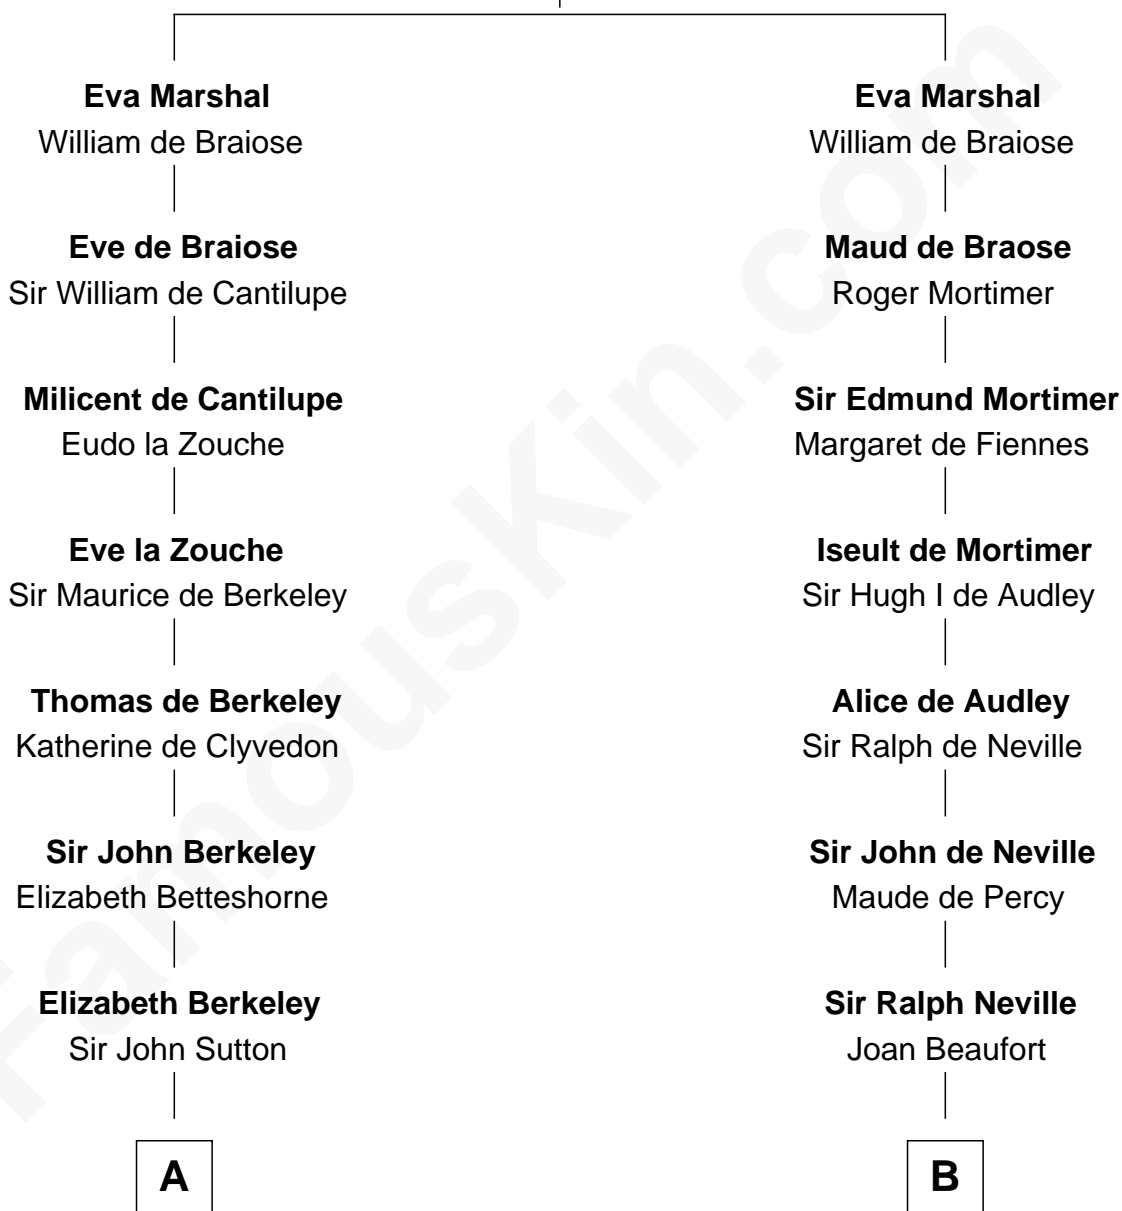 Eva Marshal
William de Braiose
Eve de Braiose
Sir William de Cantilupe
Milicent de Cantilupe
Eudo la Zouche
Eve la Zouche
Sir Maurice de Berkeley
Thomas de Berkeley
Katherine de Clyvedon
Sir John Berkeley
Elizabeth Betteshorne
Elizabeth Berkeley
Sir John Sutton
A
Eva Marshal
William de Braiose
Maud de Braose
Roger Mortimer
Sir Edmund Mortimer
Margaret de Fiennes
Iseult de Mortimer
Sir Hugh I de Audley
Alice de Audley
Sir Ralph de Neville
Sir John de Neville
Maude de Percy
Sir Ralph Neville
Joan Beaufort
B
FamousKin.com